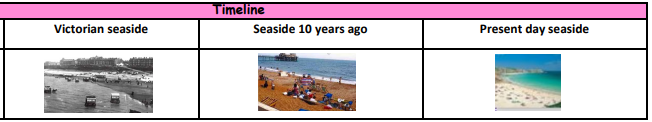 Timeline
Victorian seaside
Seaside 10 years ago
Present day seaside